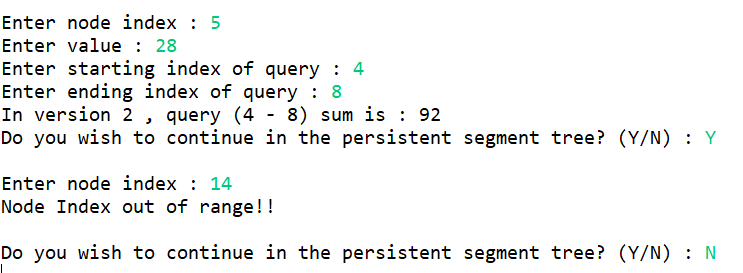 Enter node index : 5
Enter value : 28
Enter starting index of query : 4
Enter ending index of query : 8
In version 2 , query (4 - 8) sum is : 92
Do you wish to continue in the persistent segment tree? (Y/N) : Y
Enter node index : 14
Node Index out of range!!
Do you wish to continue in the persistent segment tree? (Y/N) : N